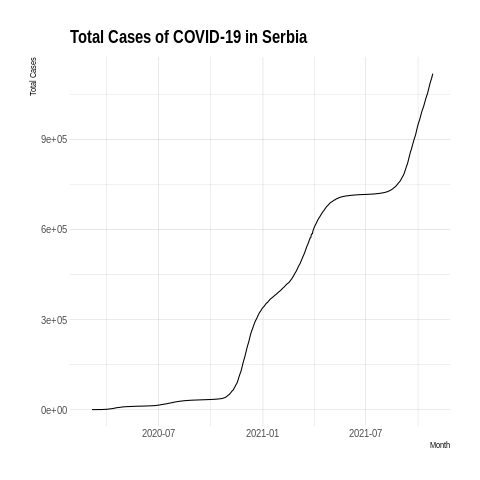 Total Cases of COVID-19 in Serbia
Total Cases
9e+05
6e+05
3e+05
0e+00
2020-07 2021-01 2021-07
Month